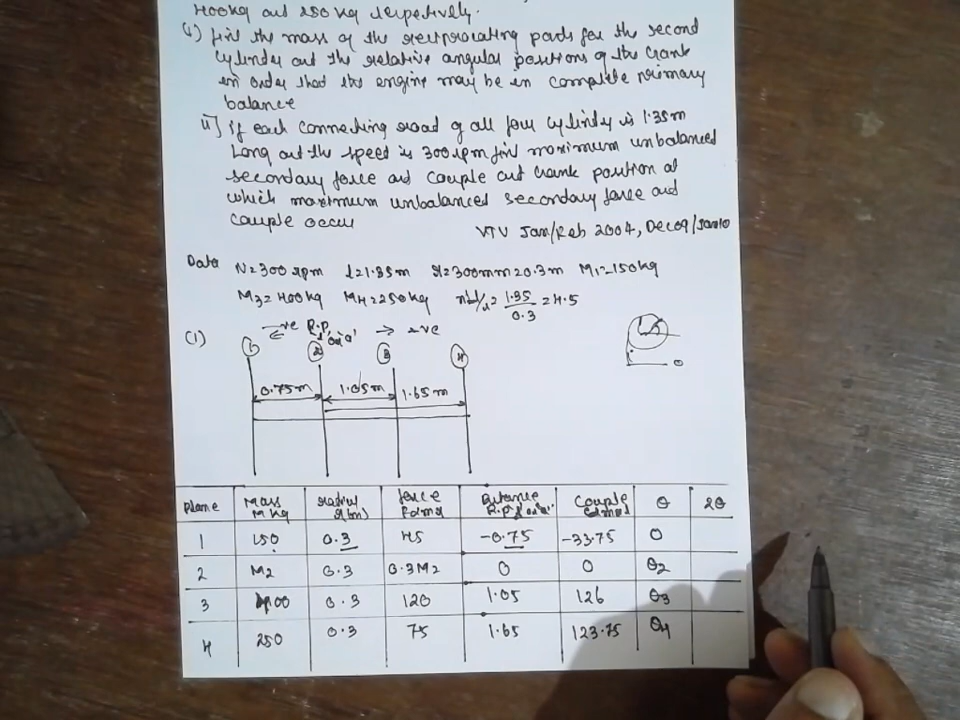 400kg and 250 kg respectively.
(i) find the mass of the reciprocating parts for the second
cylinder and the relative angular positions of the crank
in order that the engine may be in complete primary
balance
ii] if each connecting road of all four cylindry is 1.35m
long and the speed is 300rpm find maximum unbalanced
secondary force and couple and crank position at
which maximum unbalanced secondary force and
couple occur
VTU Jan/Feb 2004, Dec09/Jan10
Data N=300 rpm l=1.35m r=300mm=0.3m M1=150kg
M3=400kg M4=250kg n=l/r= 1.35/0.3 =4.5
(1) -ve R.P → +ve
1 2 3 4
0.75m 1.05m 1.65m
Plane Mass M kg radius r(m) force Distance R.P Couple θ 2θ
1 150 0.3 45 -0.75 -33.75 0
2 M2 0.3 0.3M2 0 0 θ2
3 400 0.3 120 1.05 126 θ3
4 250 0.3 75 1.65 123.75 θ4